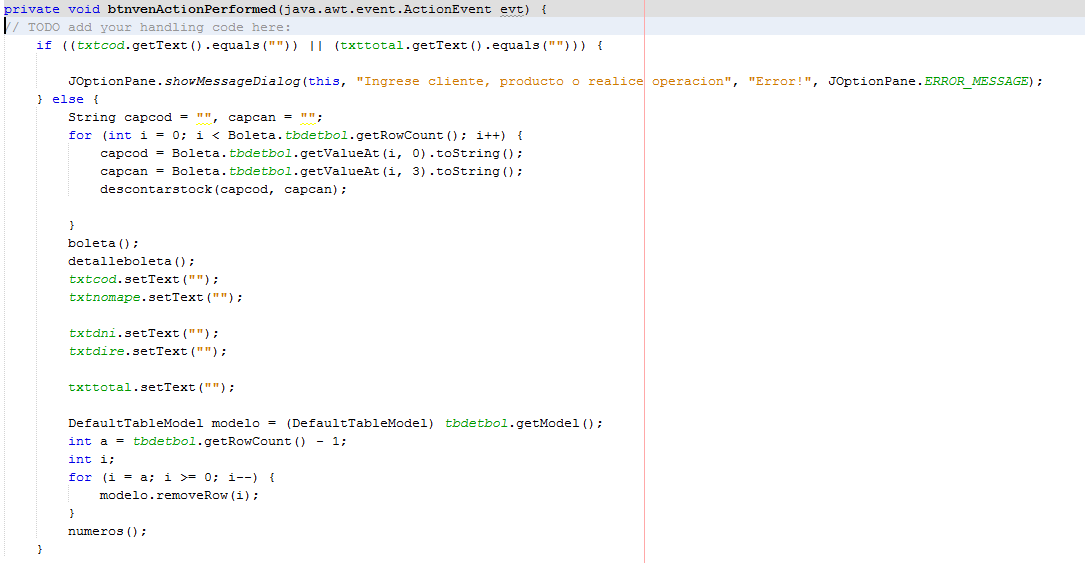 private void btnvenActionPerformed(java.awt.event.ActionEvent evt) {
// TODO add your handling code here:
    if ((txtcod.getText().equals("")) || (txttotal.getText().equals(""))) {
        JOptionPane.showMessageDialog(this, "Ingrese cliente, producto o realice operacion", "Error!", JOptionPane.ERROR_MESSAGE);
    } else {
        String capcod = "", capcan = "";
        for (int i = 0; i < Boleta.tbdetbol.getRowCount(); i++) {
            capcod = Boleta.tbdetbol.getValueAt(i, 0).toString();
            capcan = Boleta.tbdetbol.getValueAt(i, 3).toString();
            descontarstock(capcod, capcan);
        }
        boleta();
        detalleboleta();
        txtcod.setText("");
        txtnomape.setText("");
        txtdni.setText("");
        txtdire.setText("");
        txttotal.setText("");
        DefaultTableModel modelo = (DefaultTableModel) tbdetbol.getModel();
        int a = tbdetbol.getRowCount() - 1;
        int i;
        for (i = a; i >= 0; i--) {
            modelo.removeRow(i);
        }
        numeros();
    }